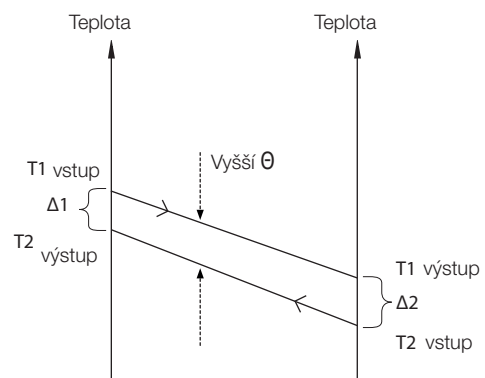 Teplota
Teplota
Vyšší Θ
T1 vstup
Δ1
T2 výstup
T1 výstup
Δ2
T2 vstup